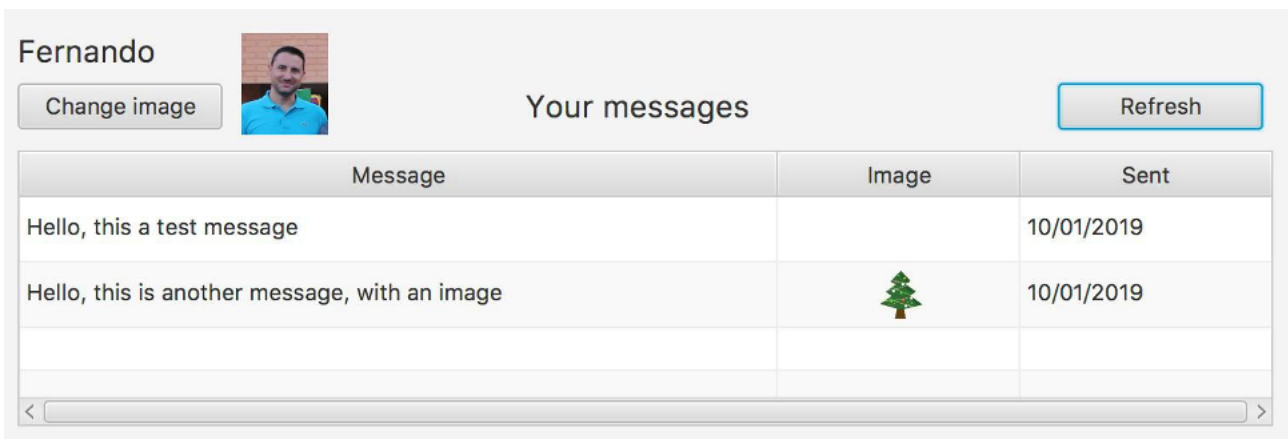 Fernando
Change image
Your messages
Refresh
Message Image Sent
Hello, this a test message 10/01/2019
Hello, this is another message, with an image 10/01/2019